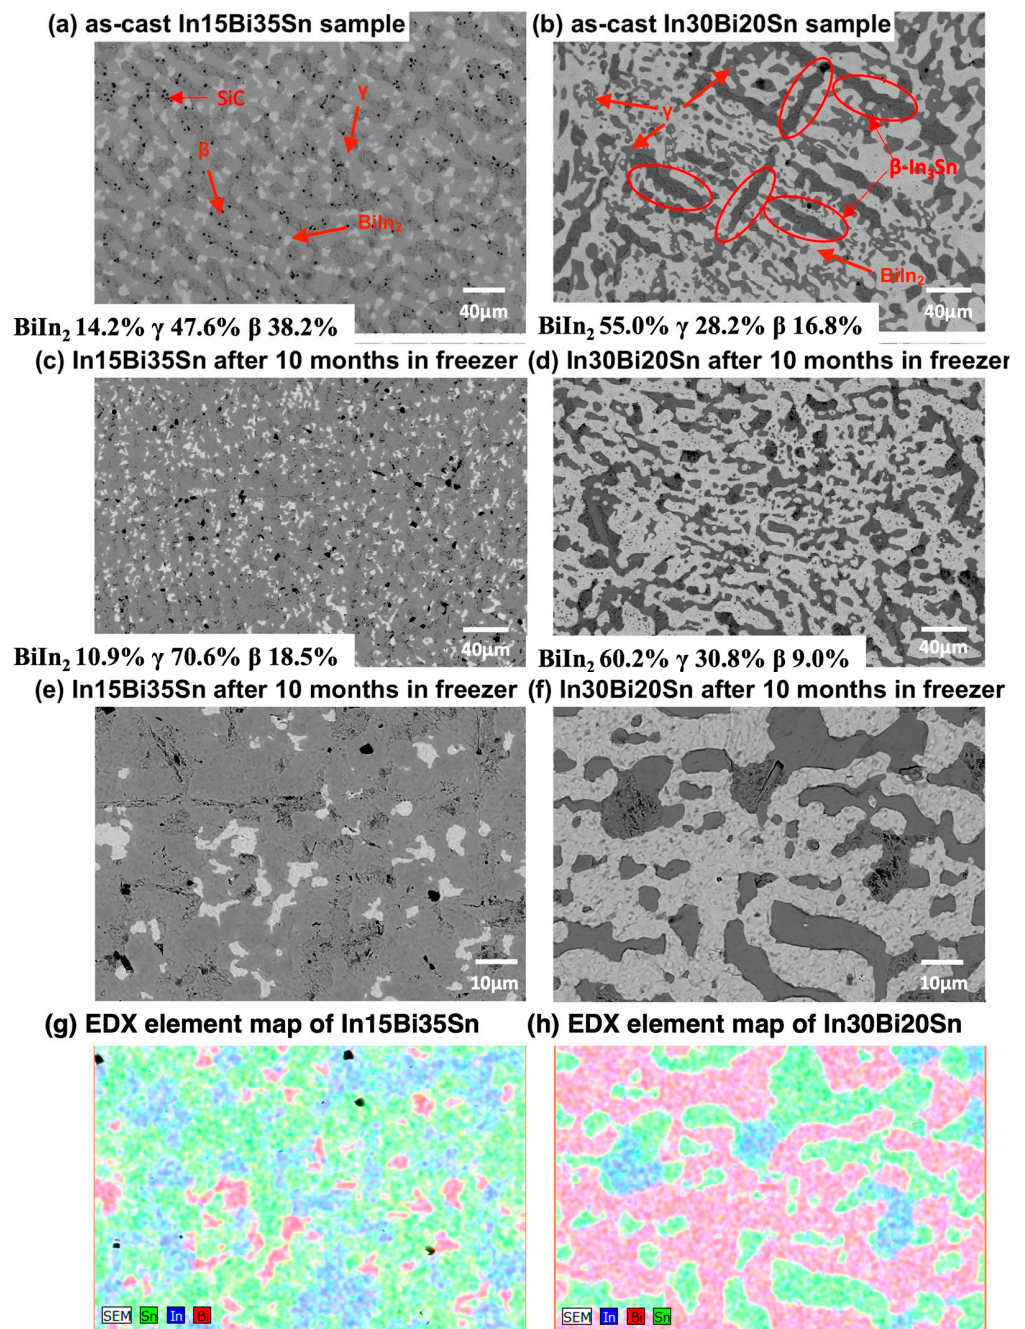 (a) as-cast In15Bi35Sn sample
(b) as-cast In30Bi20Sn sample
SiC
γ
β
BiIn₂
40μm
γ
β-In₃Sn
BiIn₂
40μm
BiIn₂ 14.2% γ 47.6% β 38.2%
BiIn₂ 55.0% γ 28.2% β 16.8%
(c) In15Bi35Sn after 10 months in freezer
(d) In30Bi20Sn after 10 months in freezer
40μm
40μm
BiIn₂ 10.9% γ 70.6% β 18.5%
BiIn₂ 60.2% γ 30.8% β 9.0%
(e) In15Bi35Sn after 10 months in freezer
(f) In30Bi20Sn after 10 months in freezer
10μm
10μm
(g) EDX element map of In15Bi35Sn
(h) EDX element map of In30Bi20Sn
SEM Sn In Bi
SEM In Bi Sn